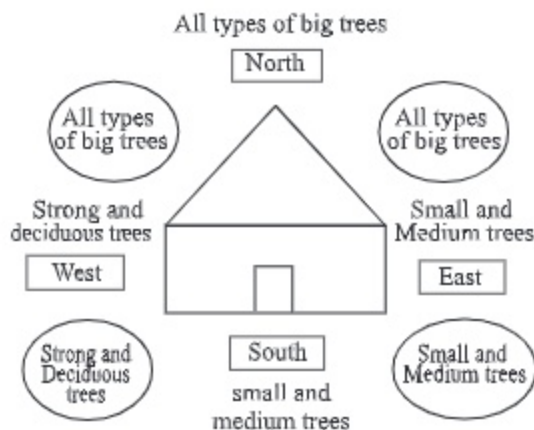 All types of big trees
North
All types
of big trees
All types
of big trees
Strong and
deciduous trees
Small and
Medium trees
West
East
Strong and
Deciduous
trees
South
Small and
Medium trees
small and
medium trees